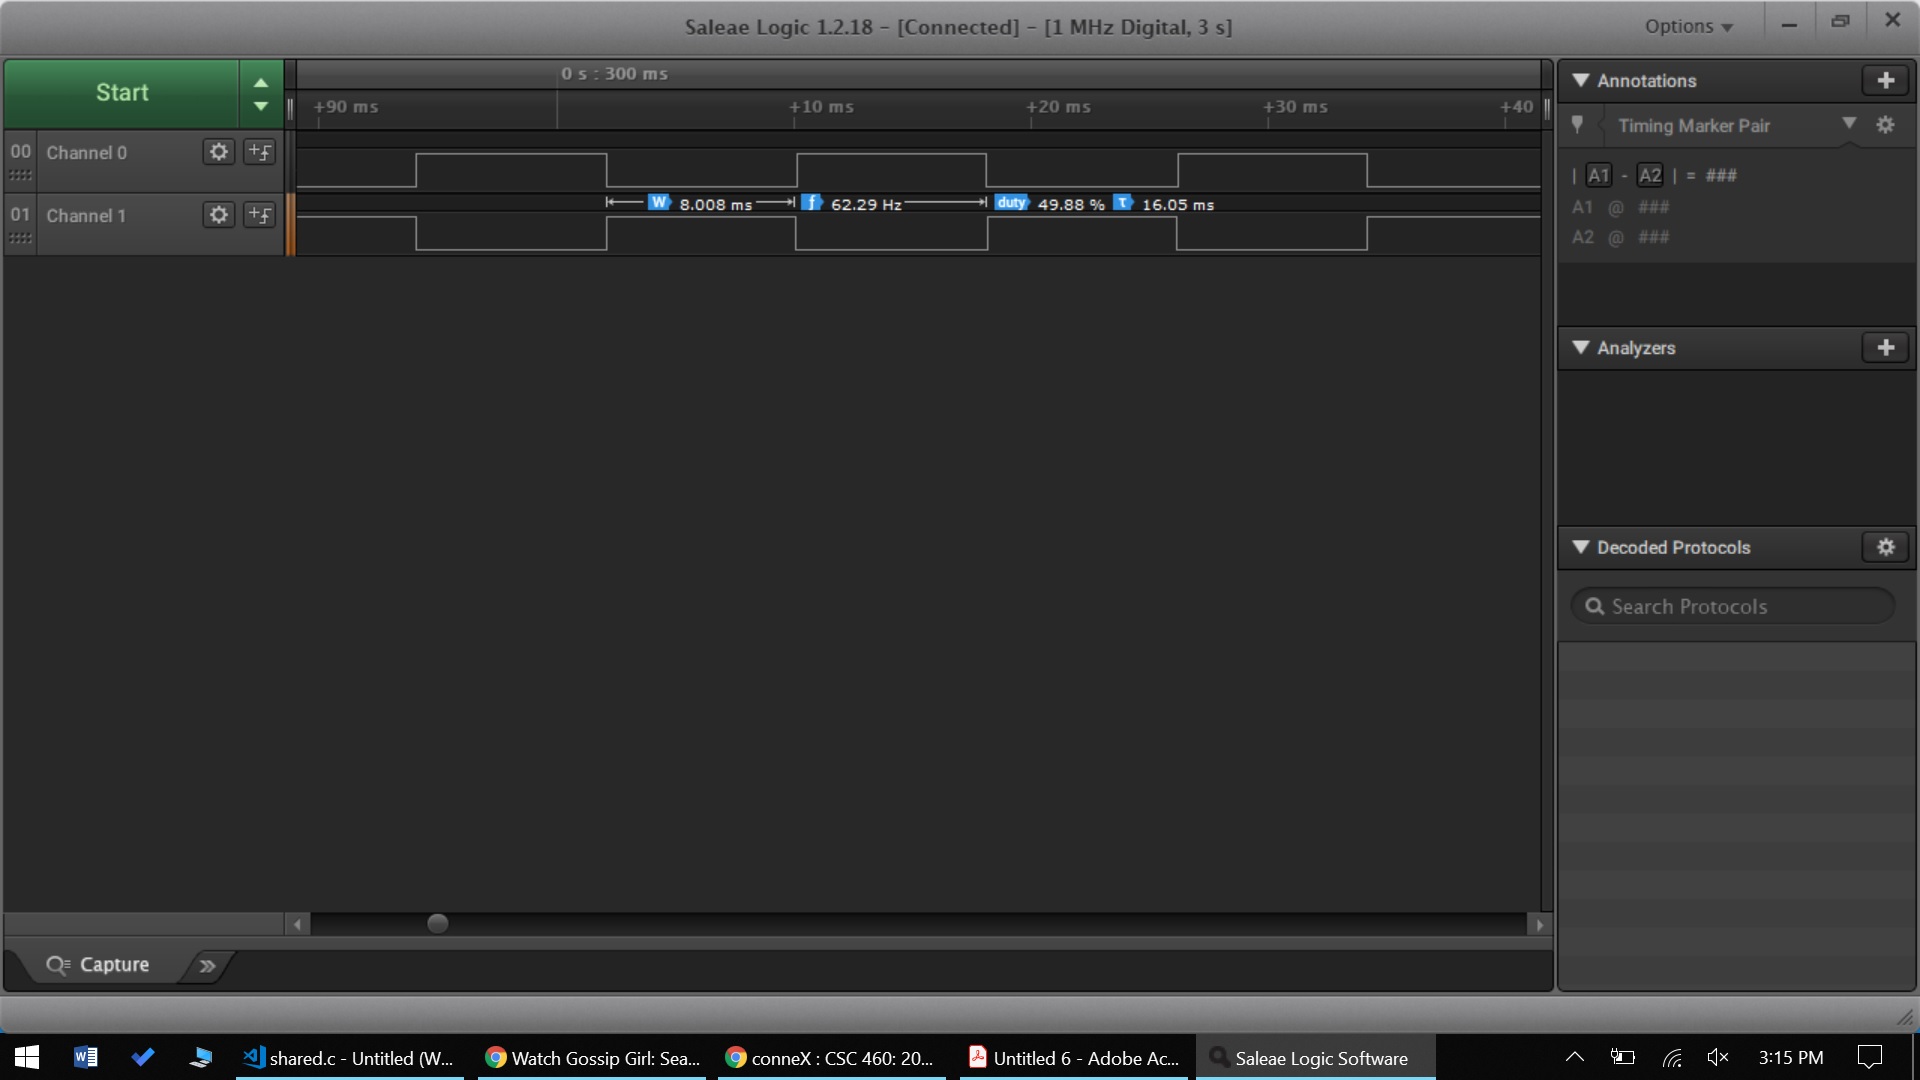 Saleae Logic 1.2.18 - [Connected] - [1 MHz Digital, 3 s]
Options
Start
0 s : 300 ms
+90 ms +10 ms +20 ms +30 ms +40
00 Channel 0
01 Channel 1
W 8.008 ms f 62.29 Hz duty 49.88 % τ 16.05 ms
Annotations
Timing Marker Pair
| A1 - A2 | = ###
A1 @ ###
A2 @ ###
Analyzers
Decoded Protocols
Search Protocols
Capture
shared.c - Untitled (W... Watch Gossip Girl: Sea... conneX : CSC 460: 20... Untitled 6 - Adobe Ac... Saleae Logic Software 3:15 PM